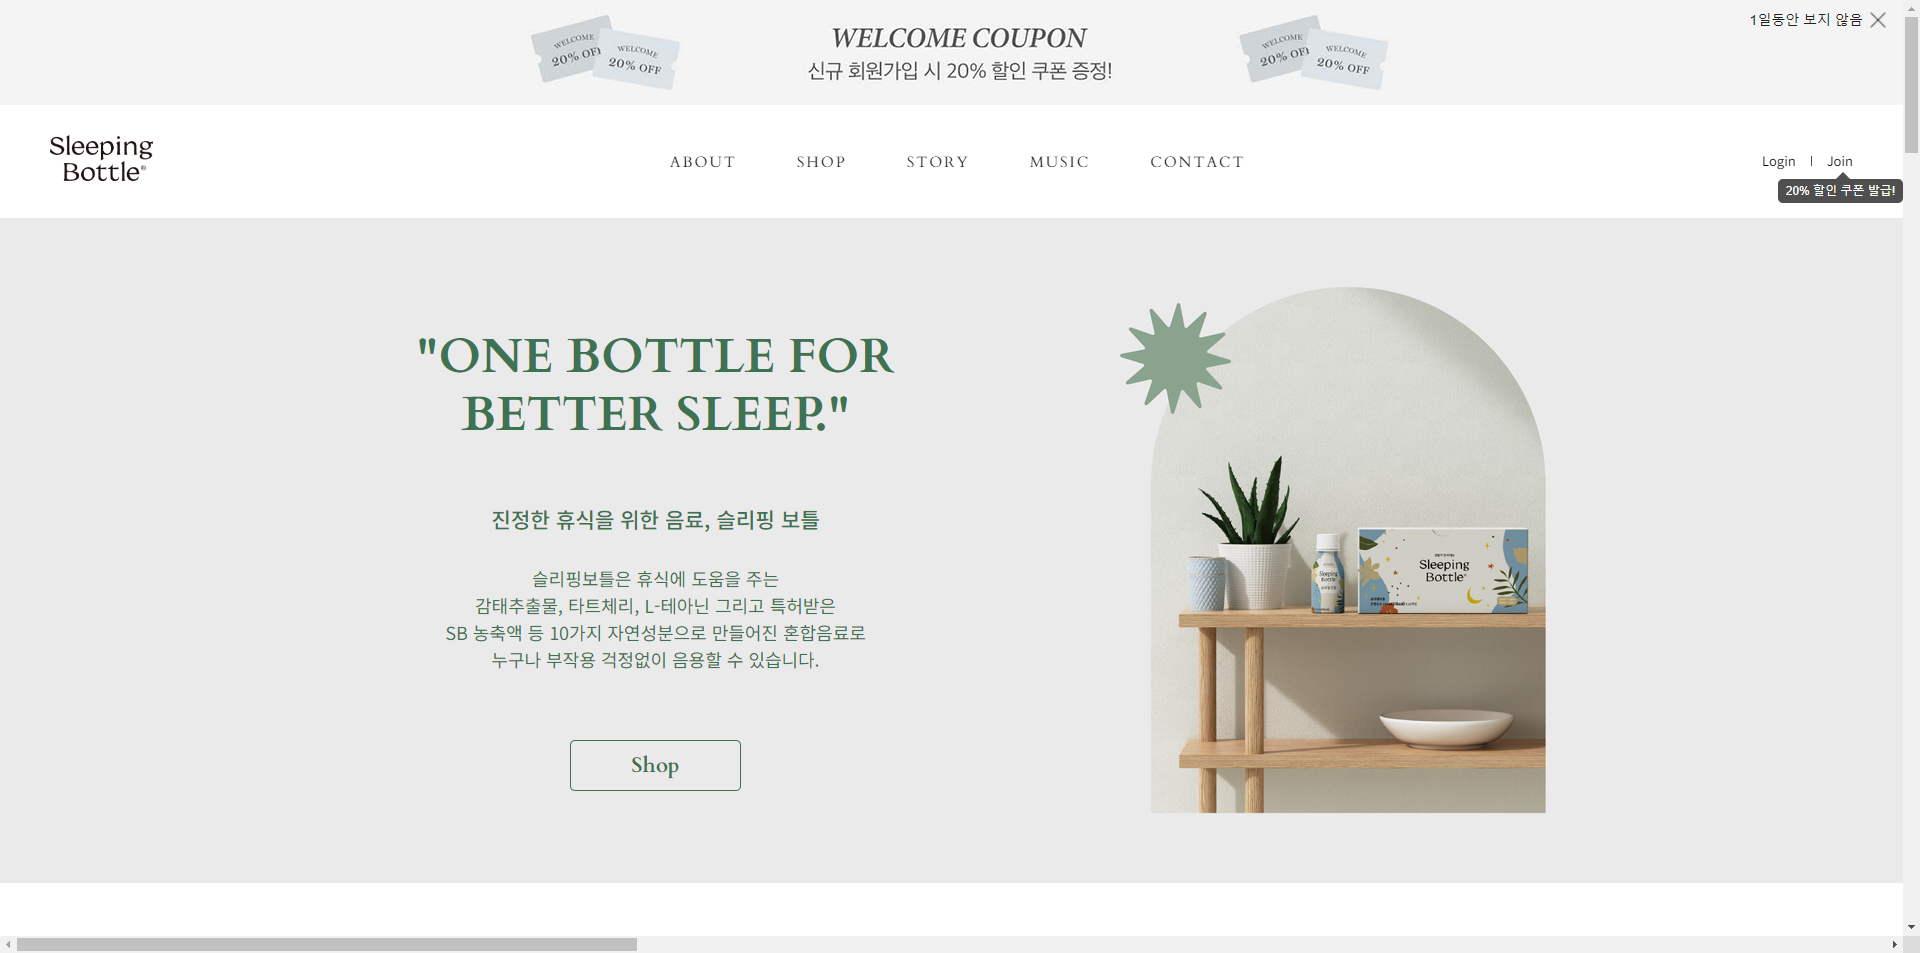 1일동안 보지 않음
WELCOME
20% OFF
WELCOME
20% OFF
WELCOME COUPON
신규 회원가입 시 20% 할인 쿠폰 증정!
WELCOME
20% OFF
WELCOME
20% OFF
Sleeping
Bottle®
ABOUT SHOP STORY MUSIC CONTACT
Login | Join
20% 할인 쿠폰 발급!
"ONE BOTTLE FOR
BETTER SLEEP."
진정한 휴식을 위한 음료, 슬리핑 보틀
슬리핑보틀은 휴식에 도움을 주는
감태추출물, 타트체리, L-테아닌 그리고 특허받은
SB 농축액 등 10가지 자연성분으로 만들어진 혼합음료로
누구나 부작용 걱정없이 음용할 수 있습니다.
Shop
Sleeping
Bottle
Sleeping
Bottle®